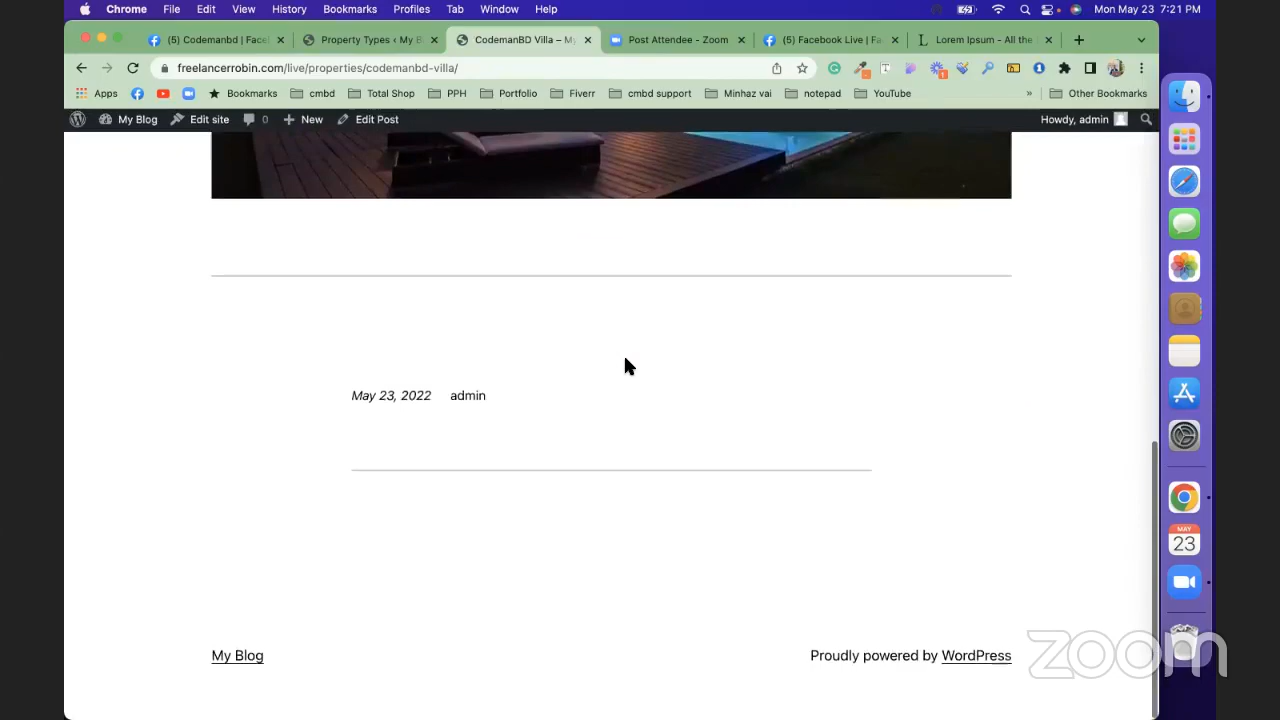 Chrome File Edit View History Bookmarks Profiles Tab Window Help Mon May 23 7:21 PM
(5) Codemanbd | Face Property Types ‹ My B CodemanBD Villa – My Post Attendee - Zoom (5) Facebook Live | Fa Lorem Ipsum - All the
freelancerrobin.com/live/properties/codemanbd-villa/
Apps Bookmarks cmbd Total Shop PPH Portfolio Fiverr cmbd support Minhaz vai notepad YouTube » Other Bookmarks
My Blog Edit site 0 New Edit Post Howdy, admin
May 23, 2022 admin
MAY
23
My Blog Proudly powered by WordPress
zoom